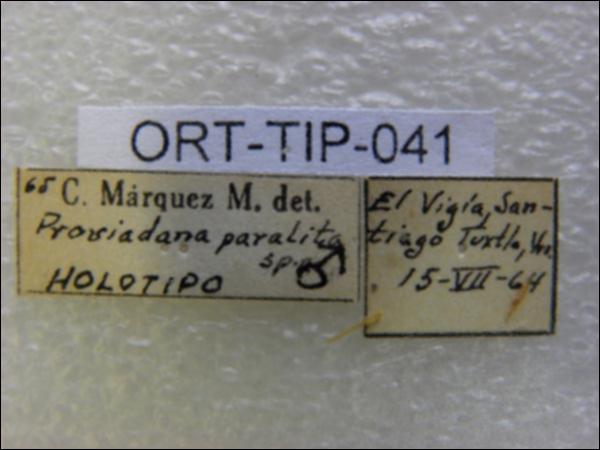 ORT-TIP-041
65 C. Márquez M. det.
Proviadana paralita
sp.n. ♂
HOLOTIPO
El Vigía, San-
tiago Tuxtla, Ver.
15-VII-64